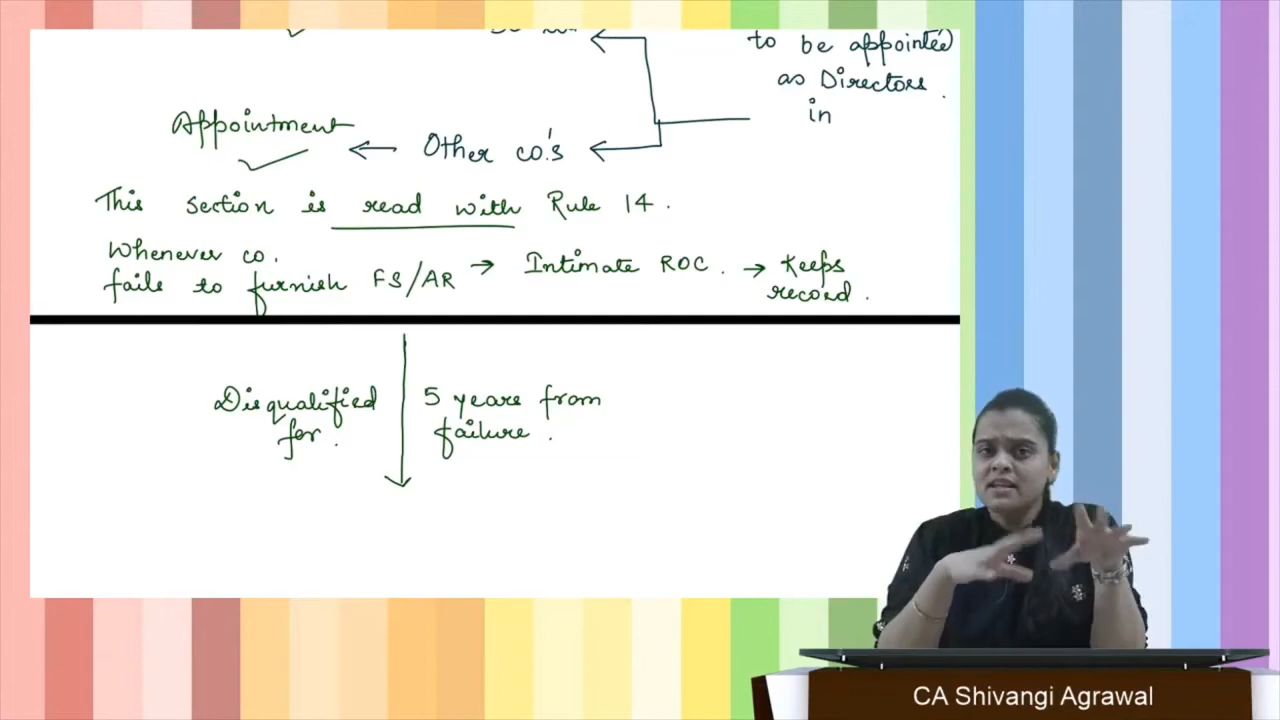 to be appointed
as Directors.
in
Appointment
Other co.'s
This section is read with Rule 14.
Whenever co.
fails to furnish FS/AR → Intimate ROC. → Keeps
record.
Disqualified
for.
5 years from
failure.
CA Shivangi Agrawal